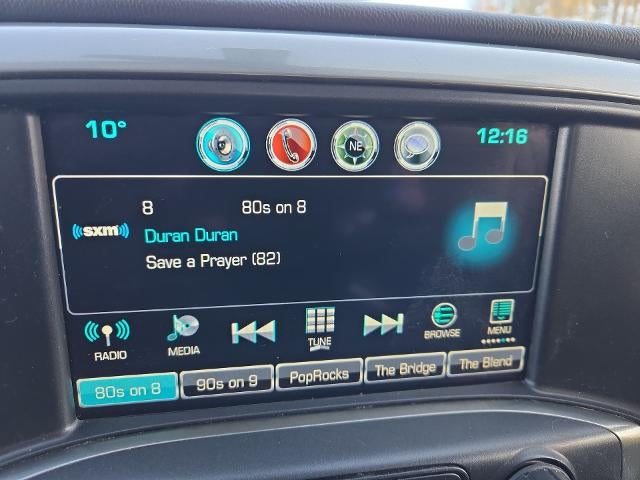 10° NE 12:16
8 80s on 8
((sxm))
Duran Duran
Save a Prayer (82)
RADIO MEDIA TUNE BROWSE MENU
80s on 8 90s on 9 PopRocks The Bridge The Blend